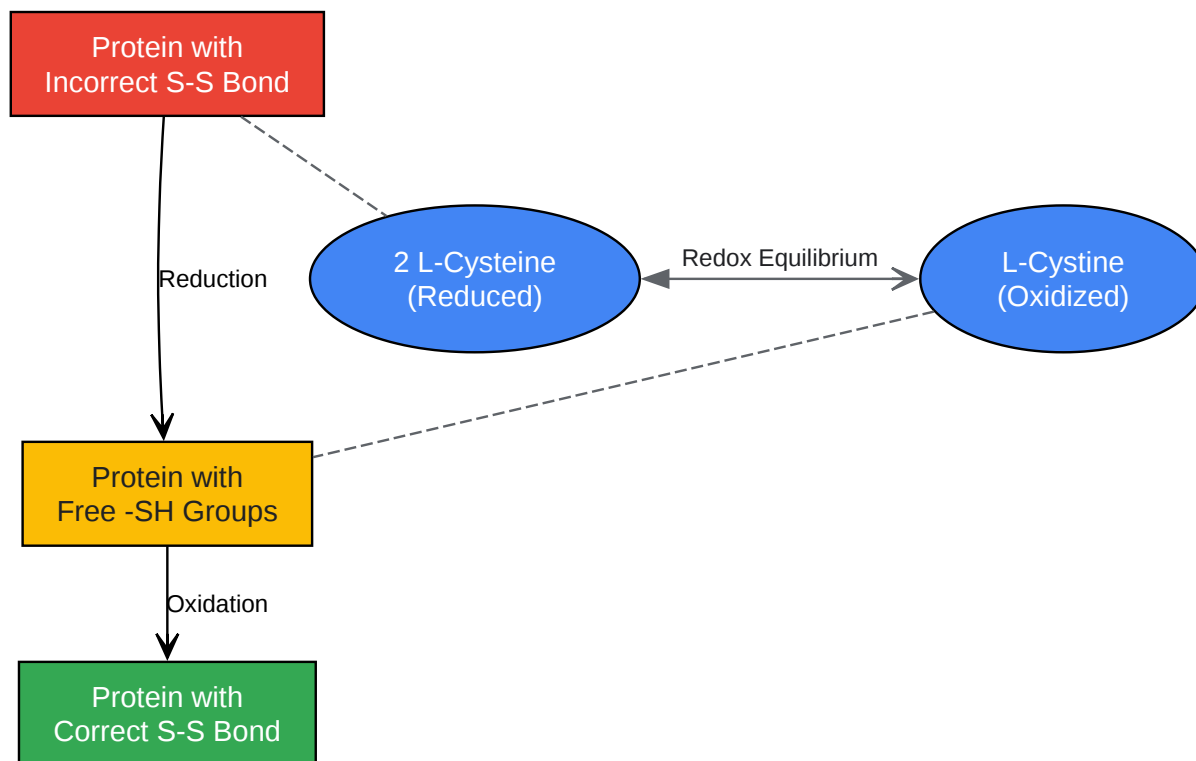 Protein with
Incorrect S-S Bond
2 L-Cysteine
(Reduced)
Redox Equilibrium
L-Cystine
(Oxidized)
Reduction
Protein with
Free -SH Groups
Oxidation
Protein with
Correct S-S Bond